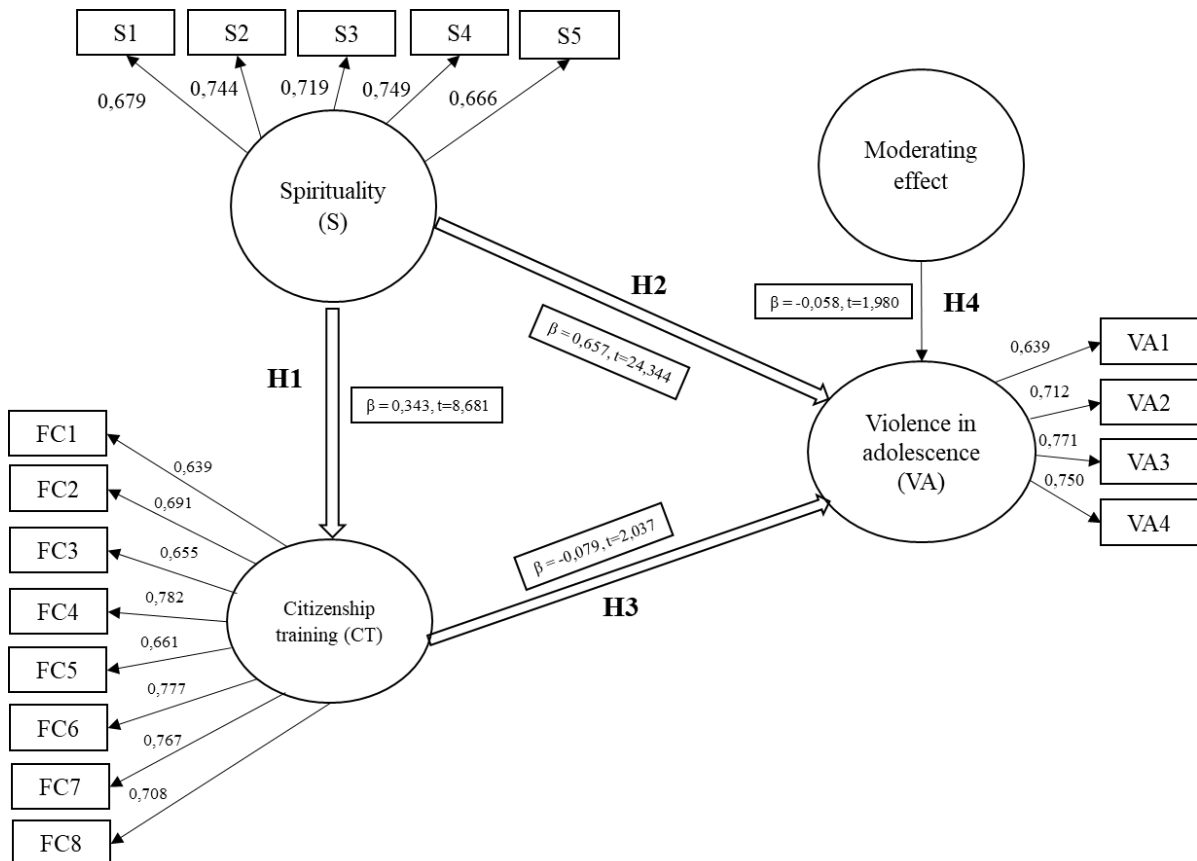 S1
S2
S3
S4
S5
0,679
0,744
0,719
0,749
0,666
Spirituality
(S)
Moderating
effect
H2
β = 0,657, t=24,344
β = -0,058, t=1,980
H4
H1
β = 0,343, t=8,681
Violence in
adolescence
(VA)
0,639
VA1
0,712
VA2
0,771
VA3
0,750
VA4
FC1
0,639
FC2
0,691
FC3
0,655
FC4
0,782
FC5
0,661
FC6
0,777
FC7
0,767
FC8
0,708
Citizenship
training (CT)
β = -0,079, t=2,037
H3